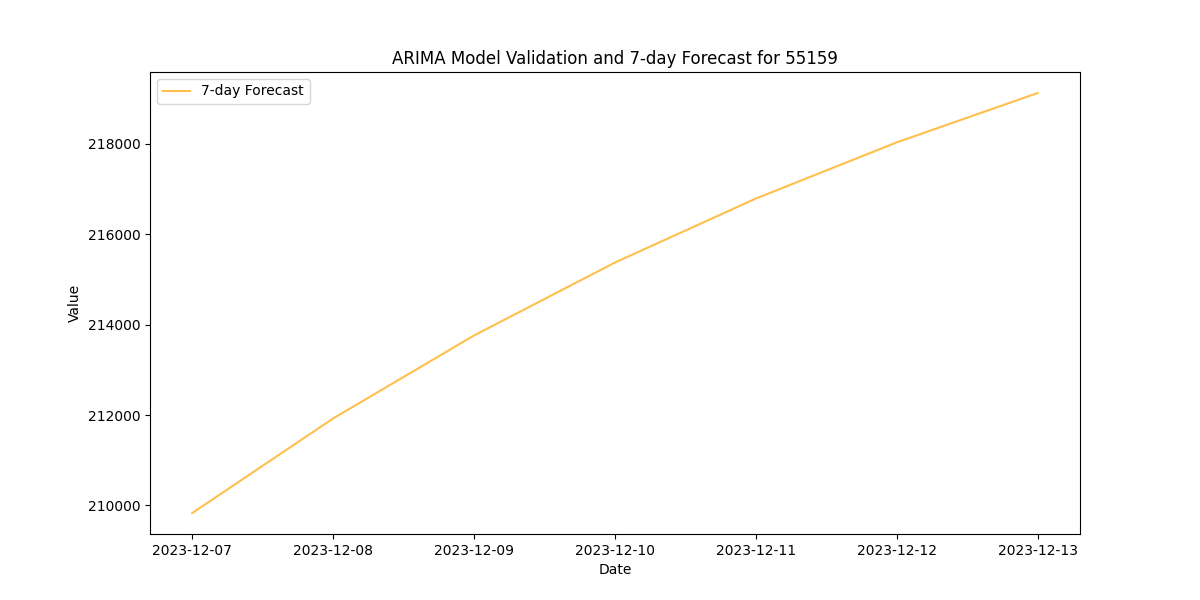 ARIMA Model Validation and 7-day Forecast for 55159
7-day Forecast
218000
216000
214000
212000
210000
Value
2023-12-07 2023-12-08 2023-12-09 2023-12-10 2023-12-11 2023-12-12 2023-12-13
Date